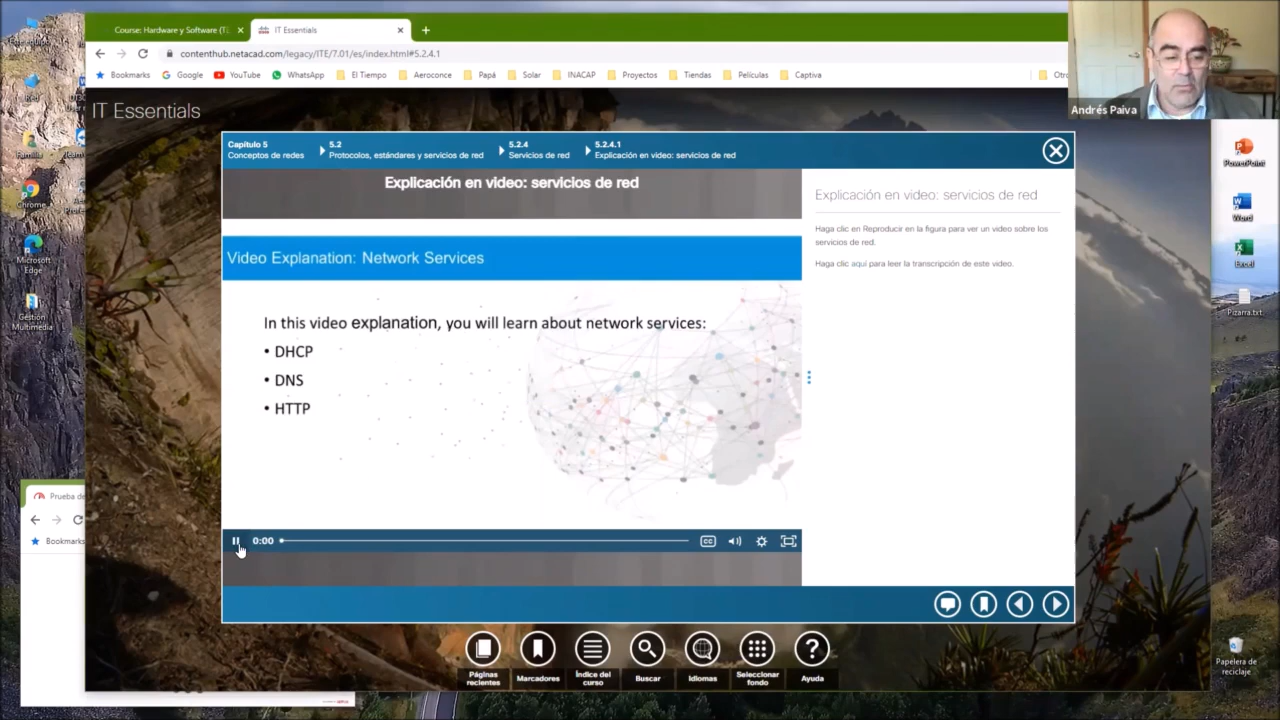 Course: Hardware y Software (TI
IT Essentials
contenthub.netacad.com/legacy/ITE/7.01/es/index.html#5.2.4.1
Bookmarks Google YouTube WhatsApp El Tiempo Aeroconce Papá Solar INACAP Proyectos Tiendas Películas Captiva
IT Essentials
Andrés Paiva
Capítulo 5
Conceptos de redes
5.2
Protocolos, estándares y servicios de red
5.2.4
Servicios de red
5.2.4.1
Explicación en video: servicios de red
Explicación en video: servicios de red
Video Explanation: Network Services
In this video explanation, you will learn about network services:
• DHCP
• DNS
• HTTP
0:00
CC
Explicación en video: servicios de red
Haga clic en Reproducir en la figura para ver un video sobre los
servicios de red.
Haga clic aquí para leer la transcripción de este video.
Páginas
recientes
Marcadores
Índice del
curso
Buscar
Idiomas
Seleccionar
fondo
?
Ayuda
Red
Familia
Chrome
Microsoft
Edge
Gestión
Multimedia
Prueba de
Bookmarks
PowerPoint
Word
Excel
Pizarra.txt
Papelera de
reciclaje